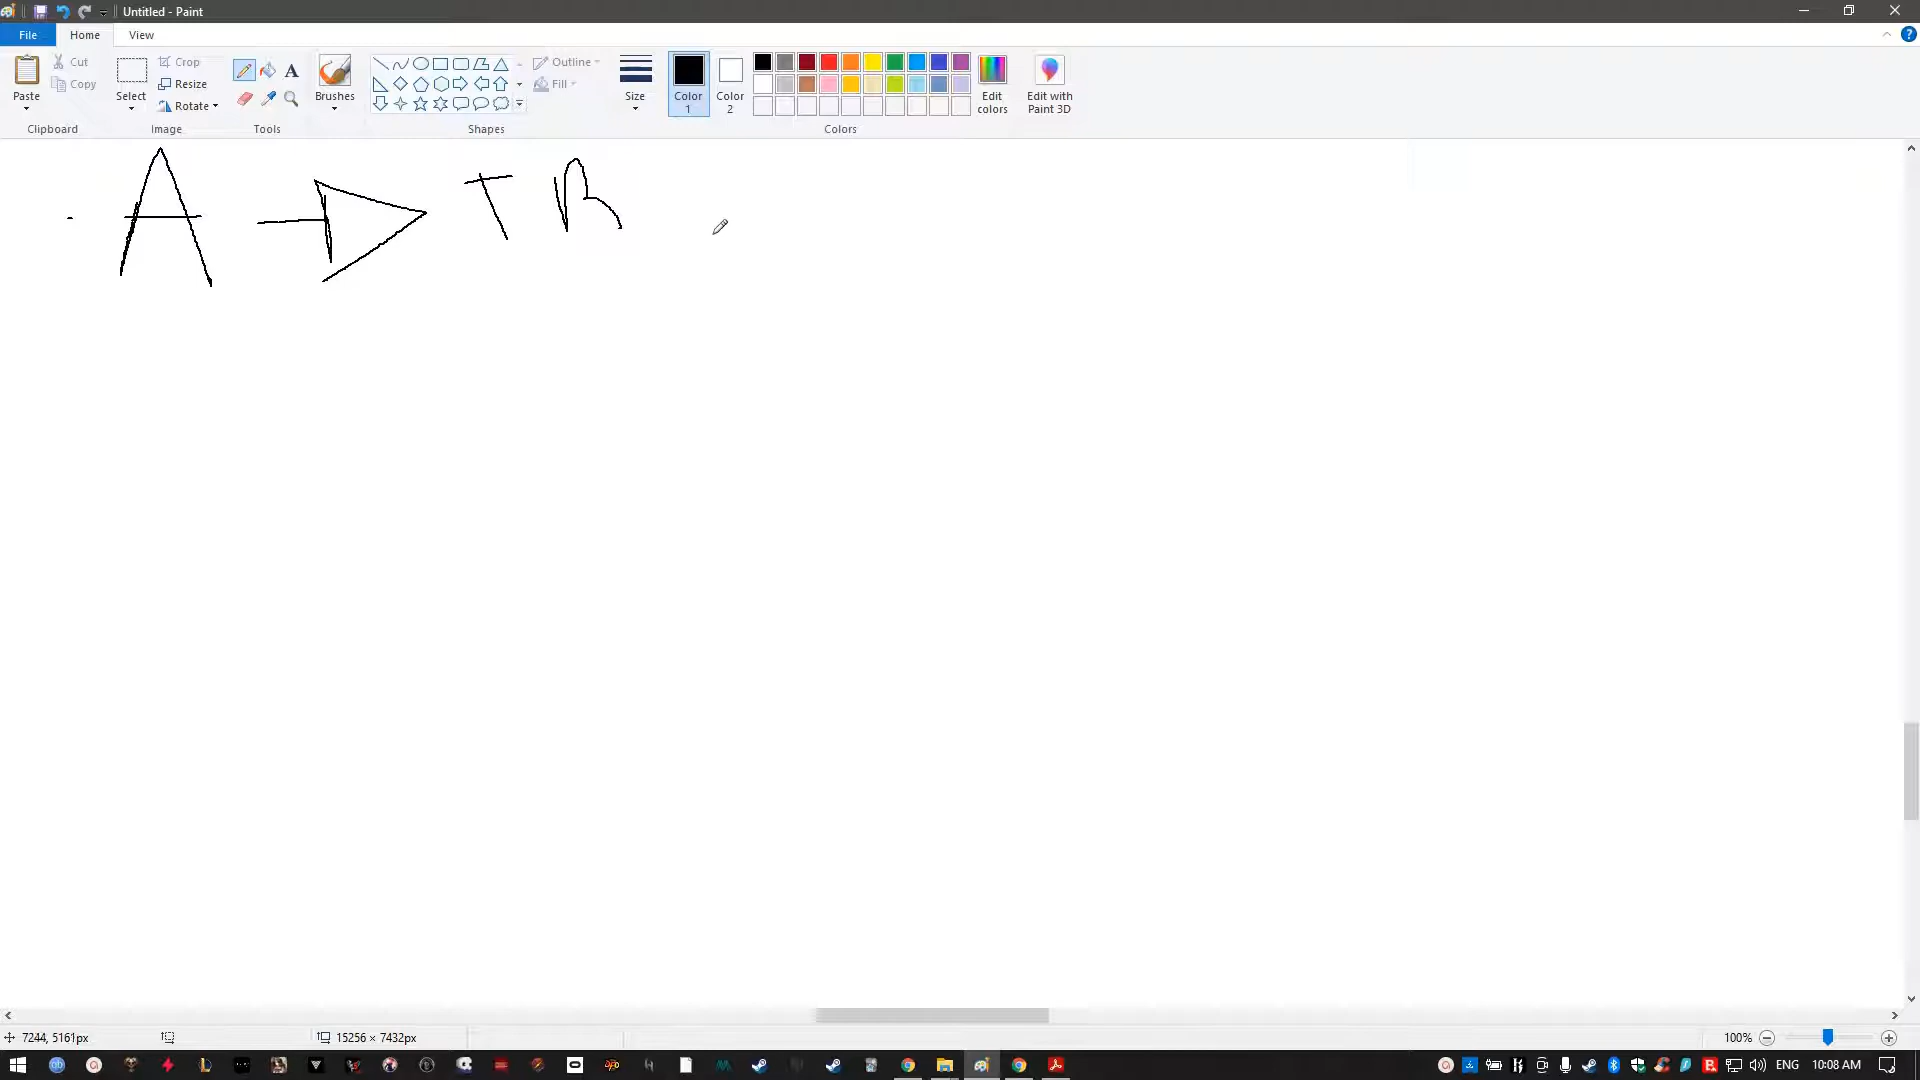 Untitled - Paint
File Home View
Paste
Cut
Copy
Clipboard
Select
Crop
Resize
Rotate
Image
A
Tools
Brushes
Shapes
Outline
Fill
Size
Color 1
Color 2
Edit colors
Colors
Edit with Paint 3D
A → TR
7244, 5161px
15256 × 7432px
100%
ENG
10:08 AM